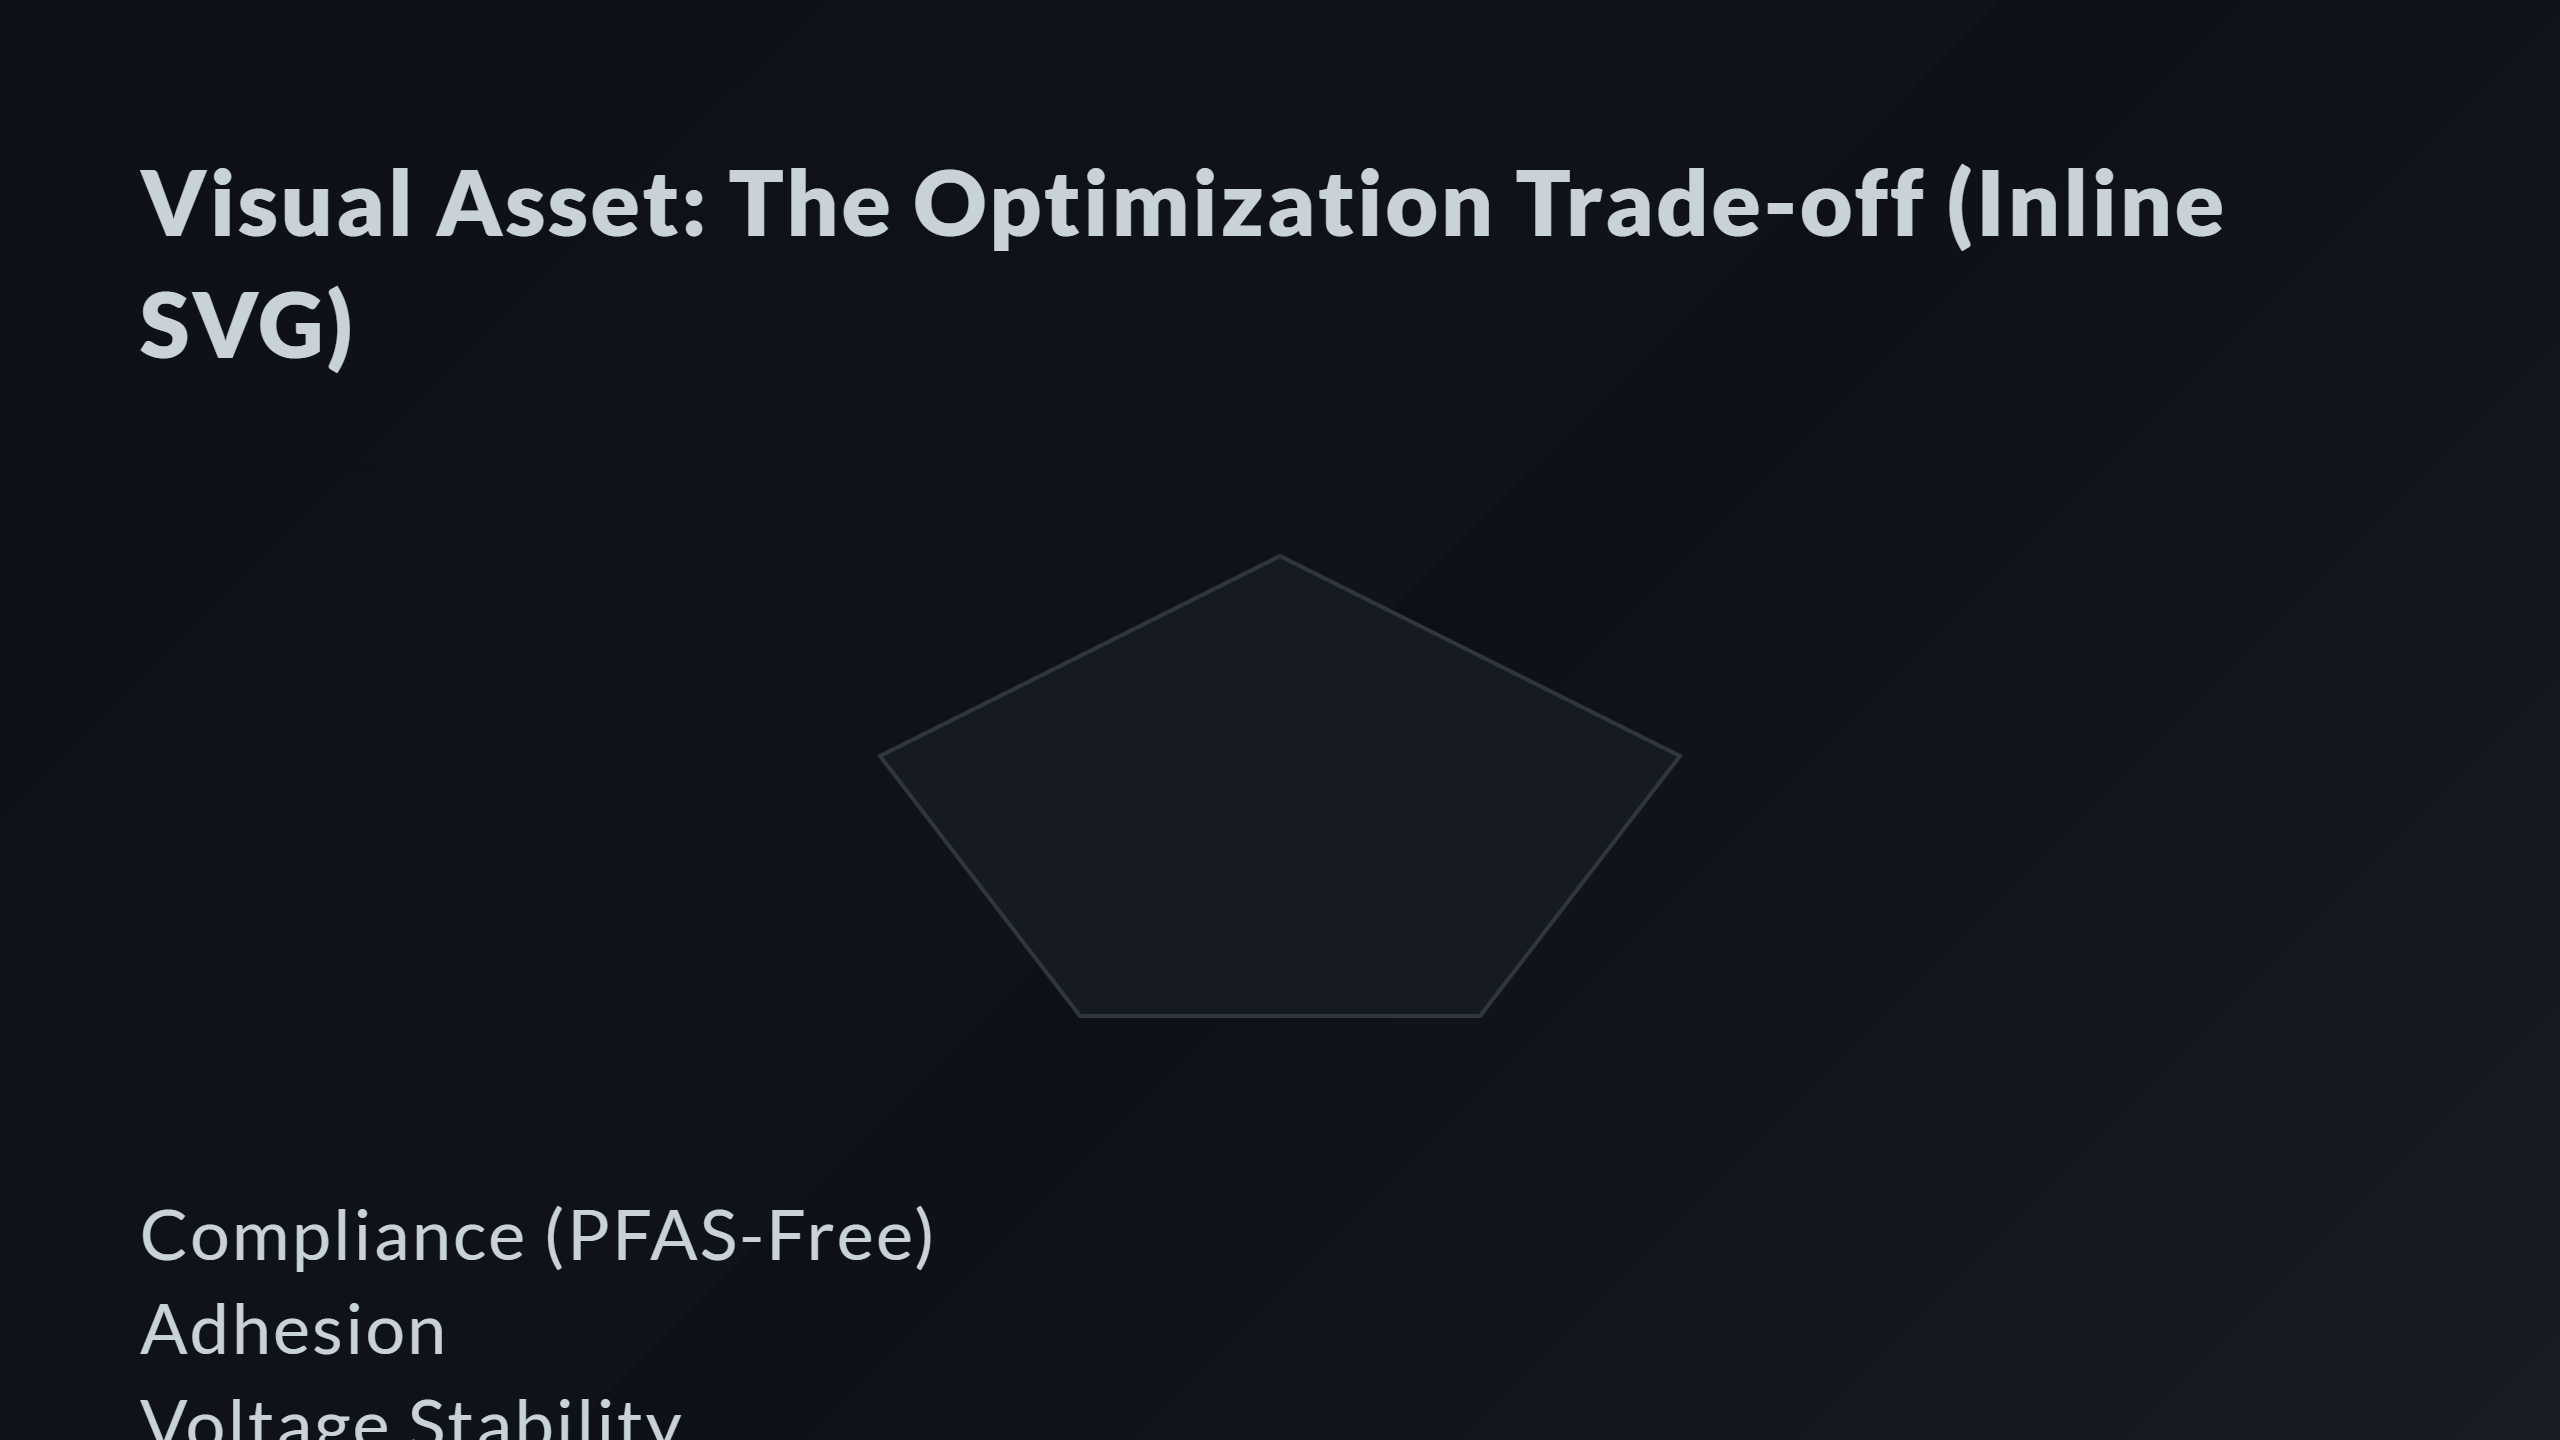 Visual Asset: The Optimization Trade-off (Inline
SVG)
Compliance (PFAS-Free)
Adhesion
Voltage Stability